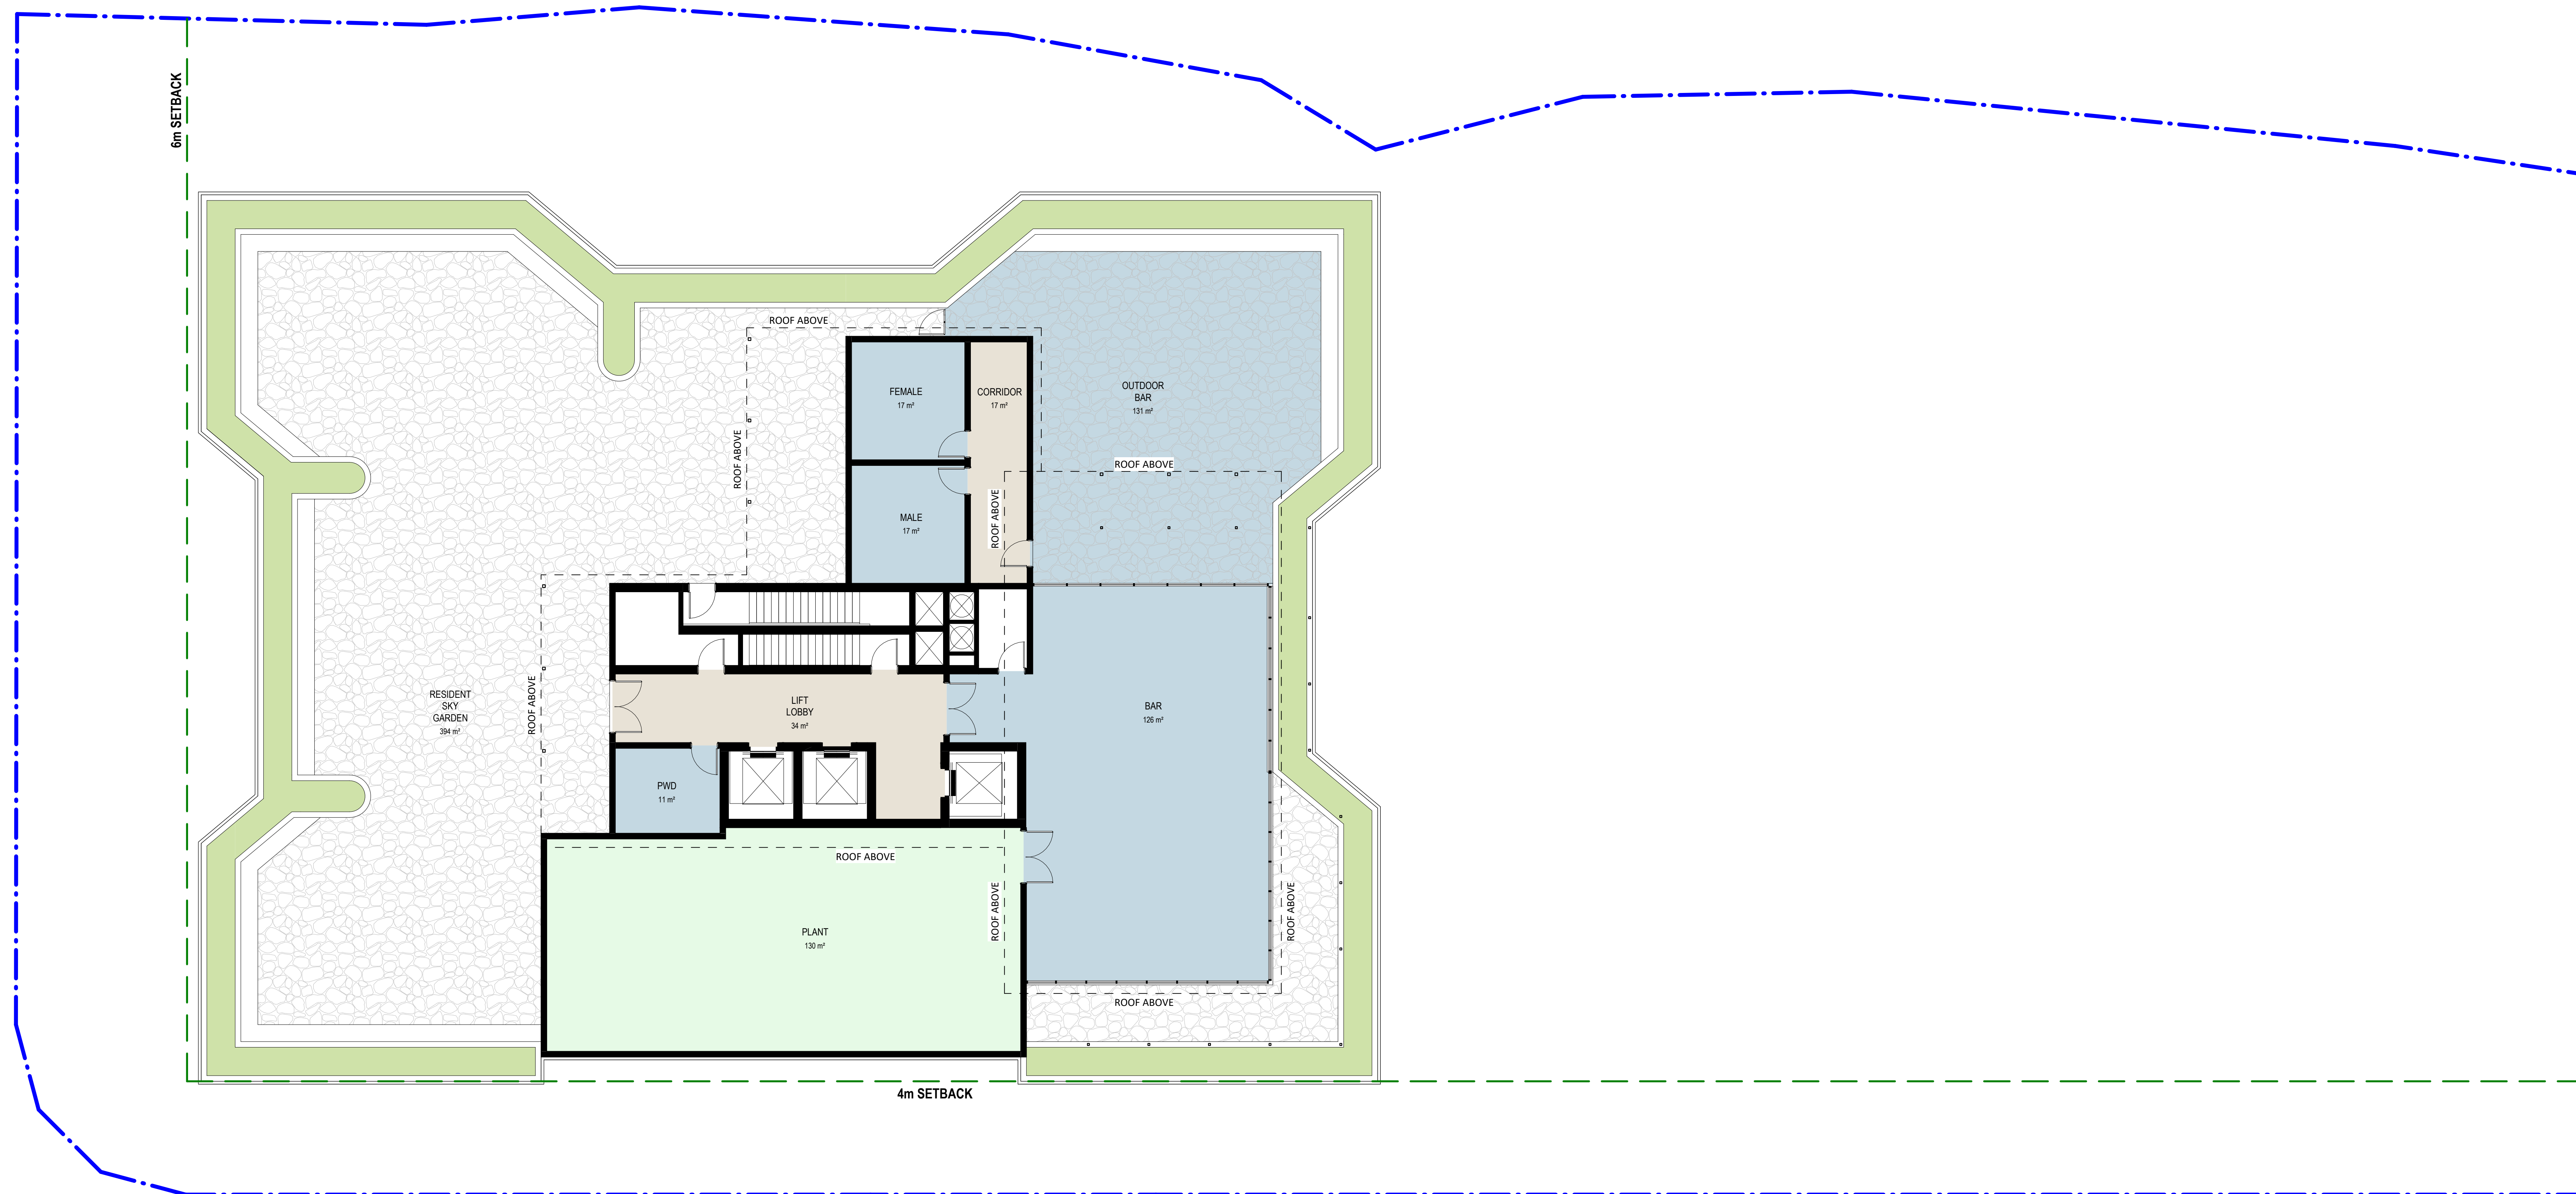 6m SETBACK
ROOF ABOVE
FEMALE
17 m²
CORRIDOR
17 m²
OUTDOOR
BAR
131 m²
ROOF ABOVE
ROOF ABOVE
MALE
17 m²
ROOF ABOVE
RESIDENT
SKY
GARDEN
394 m²
ROOF ABOVE
LIFT
LOBBY
34 m²
BAR
126 m²
PWD
11 m²
ROOF ABOVE
PLANT
130 m²
ROOF ABOVE
ROOF ABOVE
ROOF ABOVE
4m SETBACK